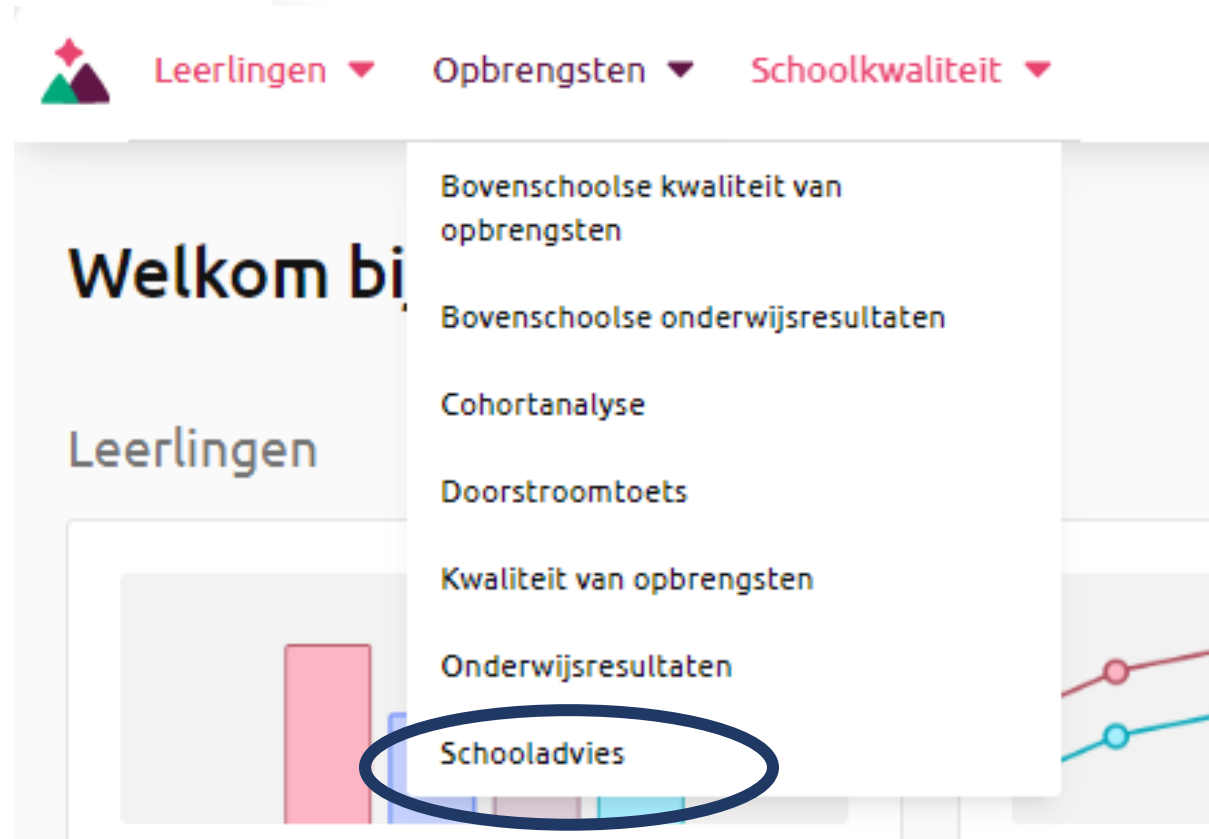 Leerlingen Opbrengsten Schoolkwaliteit
Bovenschoolse kwaliteit van
opbrengsten
Welkom bij
Bovenschoolse onderwijsresultaten
Cohortanalyse
Leerlingen
Doorstroomtoets
Kwaliteit van opbrengsten
Onderwijsresultaten
Schooladvies